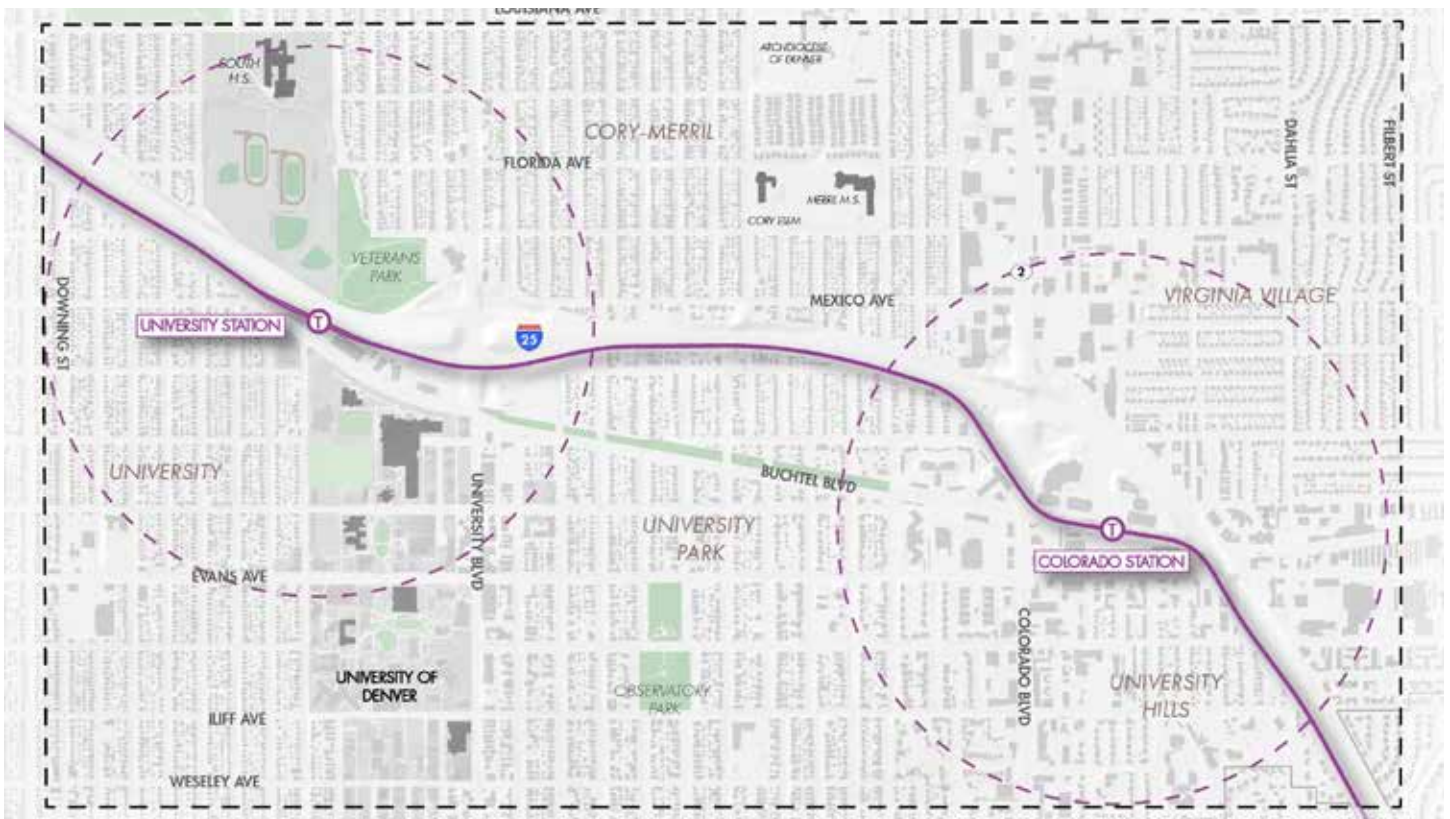 LOUISIANA AVE
SOUTH
H.S.
ARCHDIOCESE
OF DENVER
CORY-MERRIL
FLORIDA AVE
DAHLIA ST
FILBERT ST
MERRIL M.S.
CORY ELEM
VETERANS
PARK
2
VIRGINIA VILLAGE
MEXICO AVE
DOWNING ST
UNIVERSITY STATION
T
25
UNIVERSITY
BUCHTEL BLVD
UNIVERSITY BLVD
UNIVERSITY
PARK
T
COLORADO STATION
EVANS AVE
COLORADO BLVD
UNIVERSITY OF
DENVER
OBSERVATORY
PARK
UNIVERSITY
HILLS
ILIFF AVE
WESELEY AVE